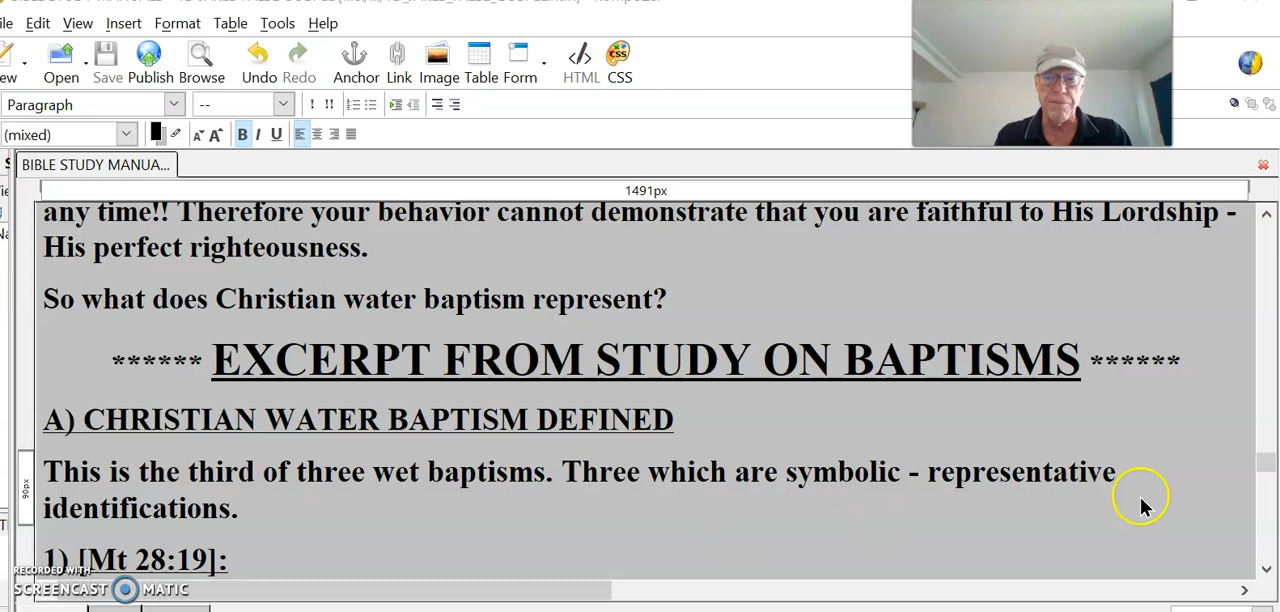 ile Edit View Insert Format Table Tools Help
ew Open Save Publish Browse Undo Redo Anchor Link Image Table Form HTML CSS
Paragraph -- ! !!
(mixed) B I U
BIBLE STUDY MANUA...
1491px
any time!! Therefore your behavior cannot demonstrate that you are faithful to His Lordship -
His perfect righteousness.
So what does Christian water baptism represent?
****** EXCERPT FROM STUDY ON BAPTISMS ******
A) CHRISTIAN WATER BAPTISM DEFINED
This is the third of three wet baptisms. Three which are symbolic - representative
identifications.
90px
1) [Mt 28:19]:
RECORDED WITH
SCREENCAST MATIC